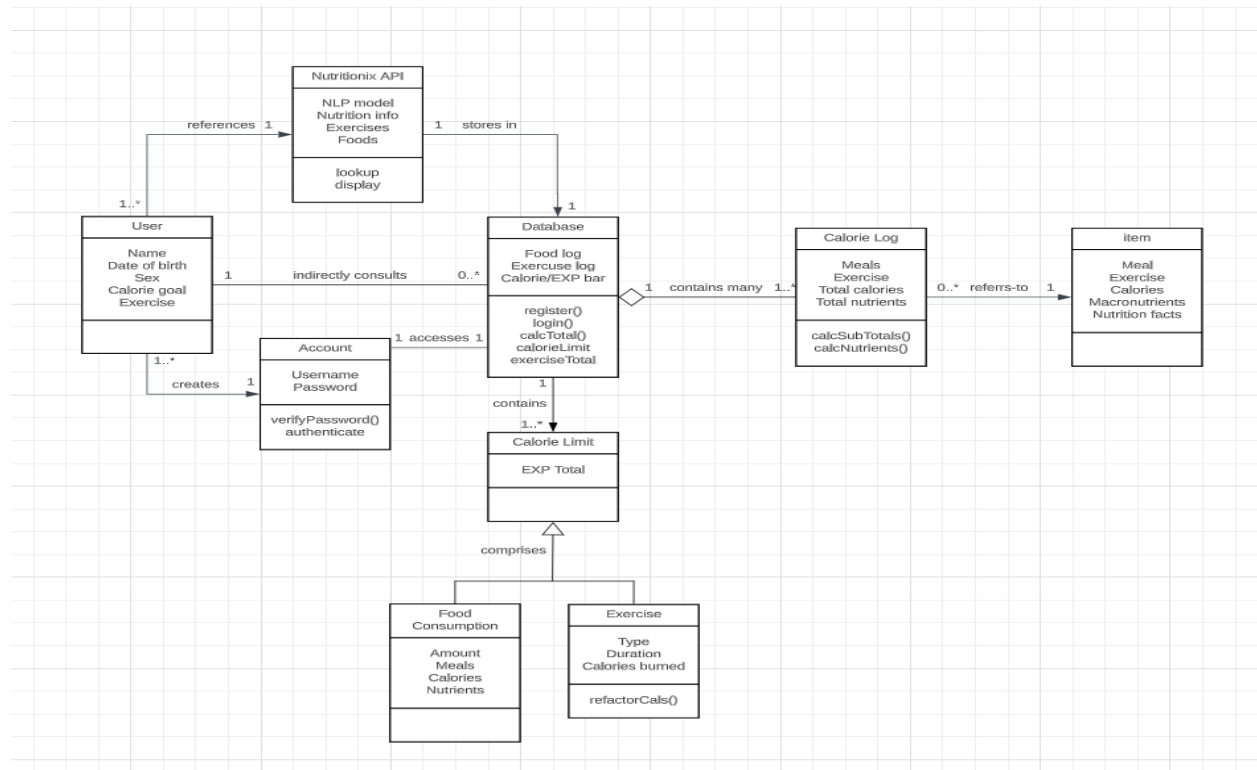 Nutritionix API
NLP model
Nutrition info
Exercises
Foods
lookup
display
references 1
1 stores in
1
1..*
User
Name
Date of birth
Sex
Calorie goal
Exercise
1 indirectly consults 0..*
Database
Food log
Exercuse log
Calorie/EXP bar
register()
login()
calcTotal()
calorieLimit
exerciseTotal
1 contains many 1..*
Calorie Log
Meals
Exercise
Total calories
Total nutrients
calcSubTotals()
calcNutrients()
0..* referrs-to 1
item
Meal
Exercise
Calories
Macronutrients
Nutrition facts
1..*
creates 1
Account
Username
Password
verifyPassword()
authenticate
1 accesses 1
1
contains
1..*
Calorie Limit
EXP Total
comprises
Food
Consumption
Amount
Meals
Calories
Nutrients
Exercise
Type
Duration
Calories burned
refactorCals()